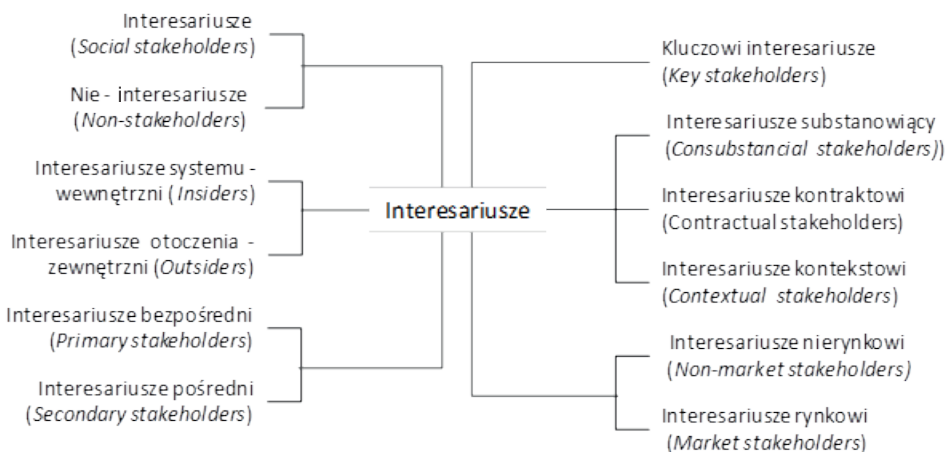 Interesariusze
(Social stakeholders)
Nie - interesariusze
(Non-stakeholders)
Interesariusze systemu -
wewnętrzni (Insiders)
Interesariusze otoczenia -
zewnętrzni (Outsiders)
Interesariusze bezpośredni
(Primary stakeholders)
Interesariusze pośredni
(Secondary stakeholders)
Interesariusze
Kluczowi interesariusze
(Key stakeholders)
Interesariusze substanowiący
(Consubstancial stakeholders))
Interesariusze kontraktowi
(Contractual stakeholders)
Interesariusze kontekstowi
(Contextual stakeholders)
Interesariusze nierynkowi
(Non-market stakeholders)
Interesariusze rynkowi
(Market stakeholders)